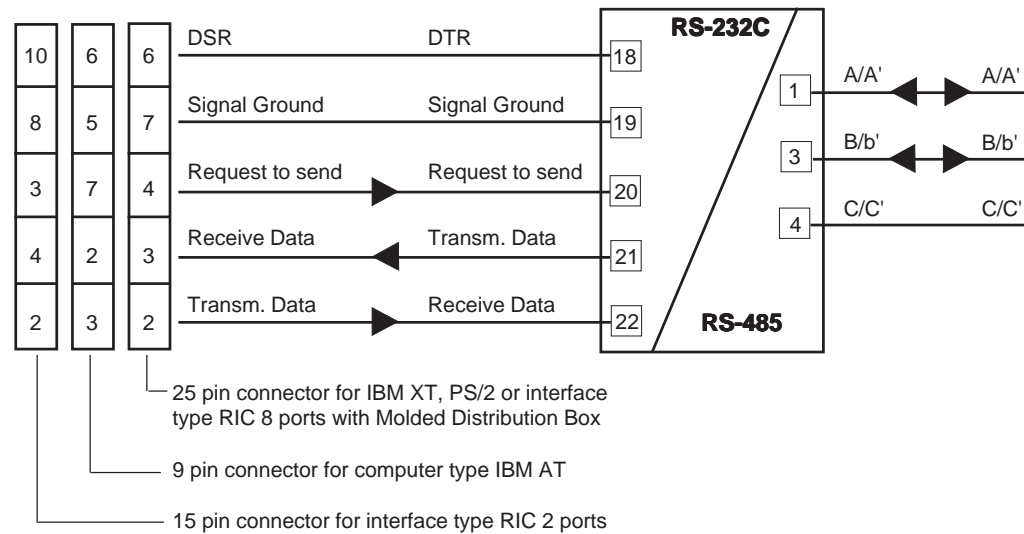 RS-232C
10 6 6 DSR DTR 18
1 A/A' A/A'
8 5 7 Signal Ground Signal Ground 19
3 B/b' B/b'
3 7 4 Request to send Request to send 20
4 C/C' C/C'
4 2 3 Receive Data Transm. Data 21
2 3 2 Transm. Data Receive Data 22
RS-485
25 pin connector for IBM XT, PS/2 or interface
type RIC 8 ports with Molded Distribution Box
9 pin connector for computer type IBM AT
15 pin connector for interface type RIC 2 ports